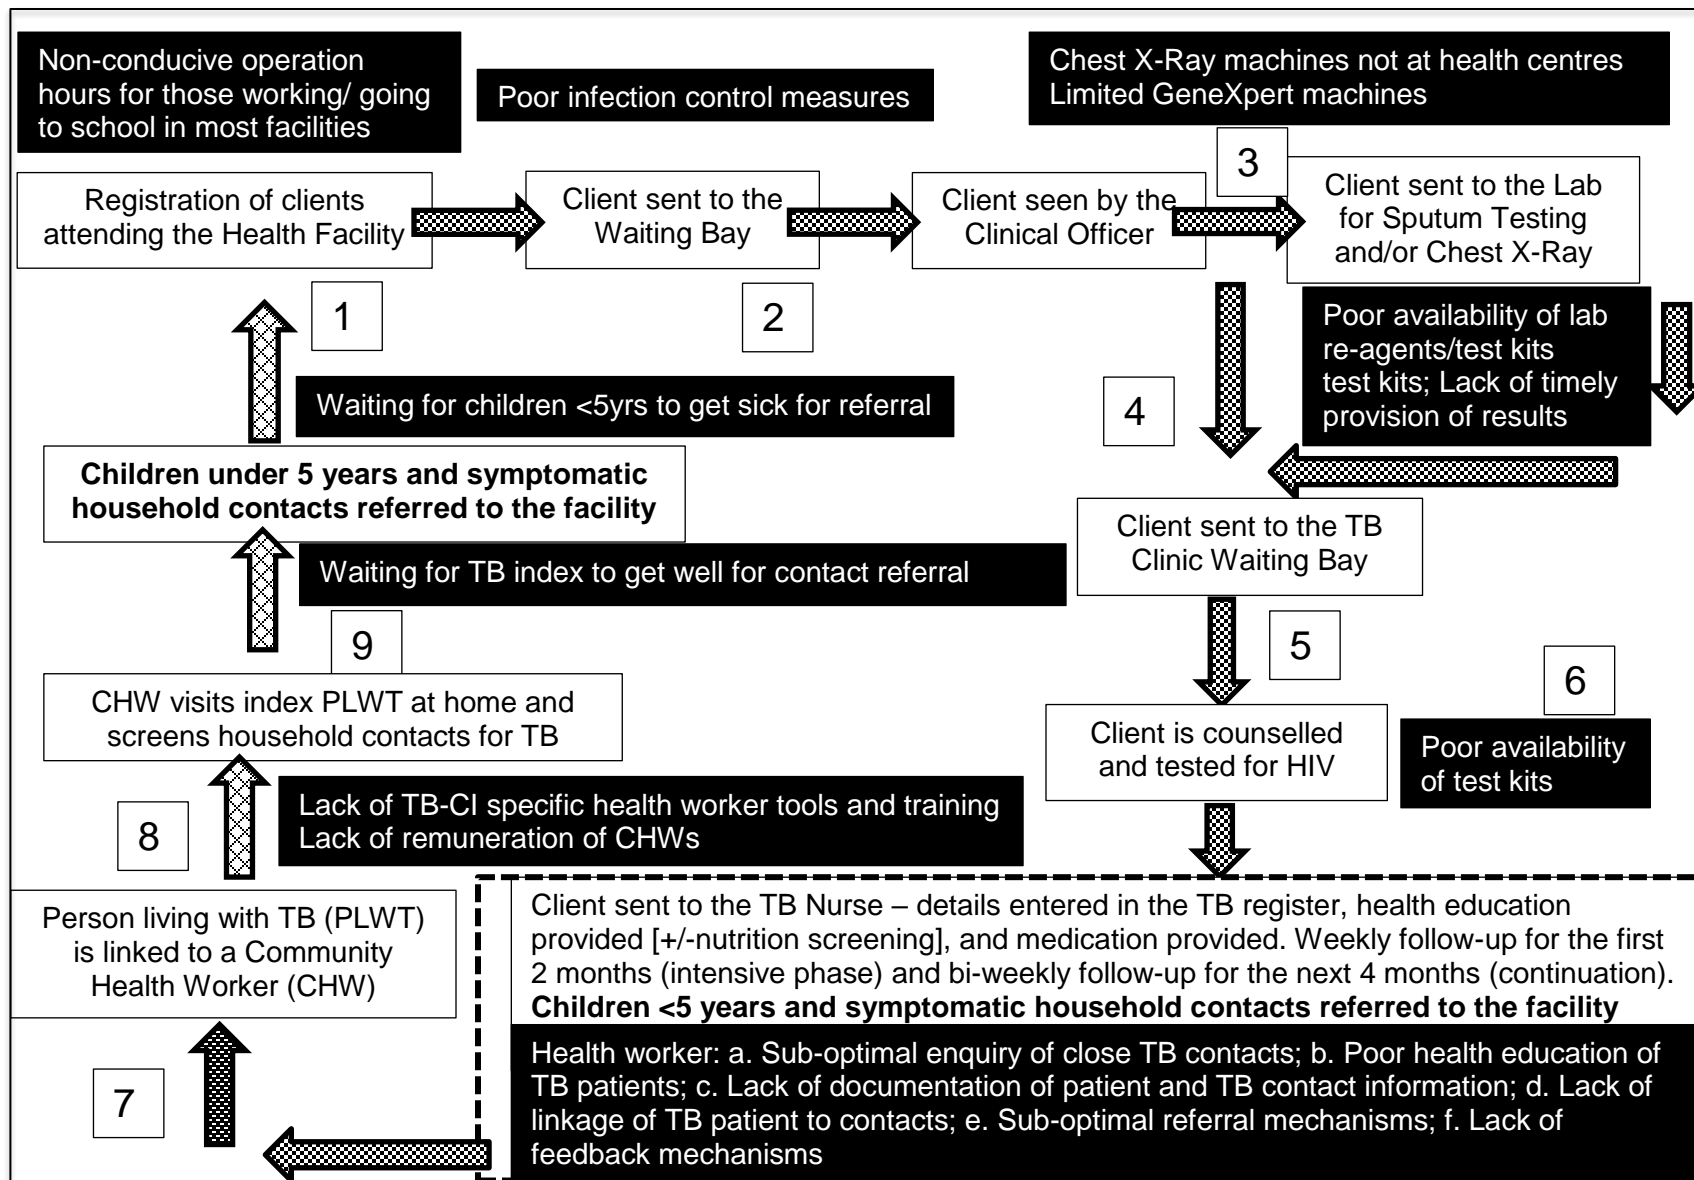 Non-conducive operation
hours for those working/ going
to school in most facilities
Poor infection control measures
Chest X-Ray machines not at health centres
Limited GeneXpert machines
Registration of clients
attending the Health Facility
Client sent to the
Waiting Bay
Client seen by the
Clinical Officer
3
Client sent to the Lab
for Sputum Testing
and/or Chest X-Ray
1
2
Poor availability of lab
re-agents/test kits
test kits; Lack of timely
provision of results
4
Waiting for children <5yrs to get sick for referral
Children under 5 years and symptomatic
household contacts referred to the facility
Client sent to the TB
Clinic Waiting Bay
Waiting for TB index to get well for contact referral
5
9
6
CHW visits index PLWT at home and
screens household contacts for TB
Client is counselled
and tested for HIV
Poor availability
of test kits
8
Lack of TB-CI specific health worker tools and training
Lack of remuneration of CHWs
Person living with TB (PLWT)
is linked to a Community
Health Worker (CHW)
Client sent to the TB Nurse – details entered in the TB register, health education
provided [+/-nutrition screening], and medication provided. Weekly follow-up for the first
2 months (intensive phase) and bi-weekly follow-up for the next 4 months (continuation).
Children <5 years and symptomatic household contacts referred to the facility
7
Health worker: a. Sub-optimal enquiry of close TB contacts; b. Poor health education of
TB patients; c. Lack of documentation of patient and TB contact information; d. Lack of
linkage of TB patient to contacts; e. Sub-optimal referral mechanisms; f. Lack of
feedback mechanisms